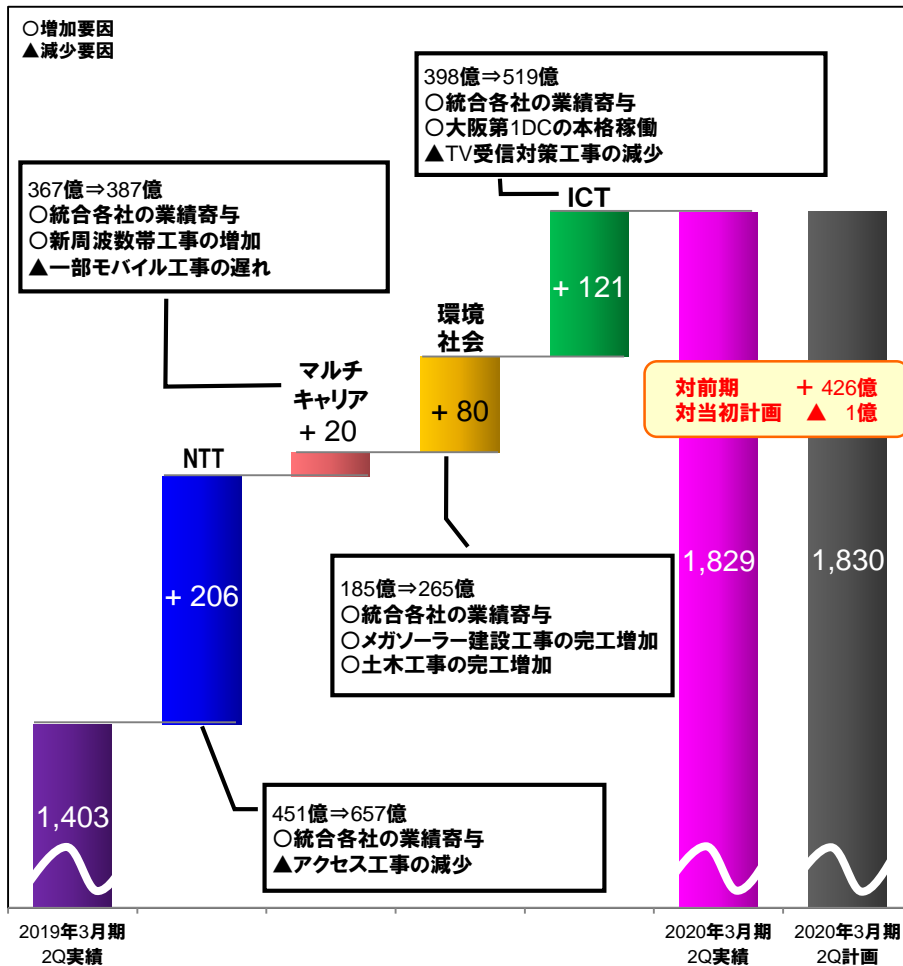 ○増加要因
▲減少要因
398億⇒519億
○統合各社の業績寄与
○大阪第1DCの本格稼働
▲TV受信対策工事の減少
367億⇒387億
○統合各社の業績寄与
○新周波数帯工事の増加
▲一部モバイル工事の遅れ
ICT
+ 121
環境
社会
+ 80
マルチ
キャリア
+ 20
NTT
+ 206
対前期 + 426億
対当初計画 ▲ 1億
1,829
1,830
185億⇒265億
○統合各社の業績寄与
○メガソーラー建設工事の完工増加
○土木工事の完工増加
451億⇒657億
○統合各社の業績寄与
▲アクセス工事の減少
1,403
2019年3月期
2Q実績
2020年3月期
2Q実績
2020年3月期
2Q計画